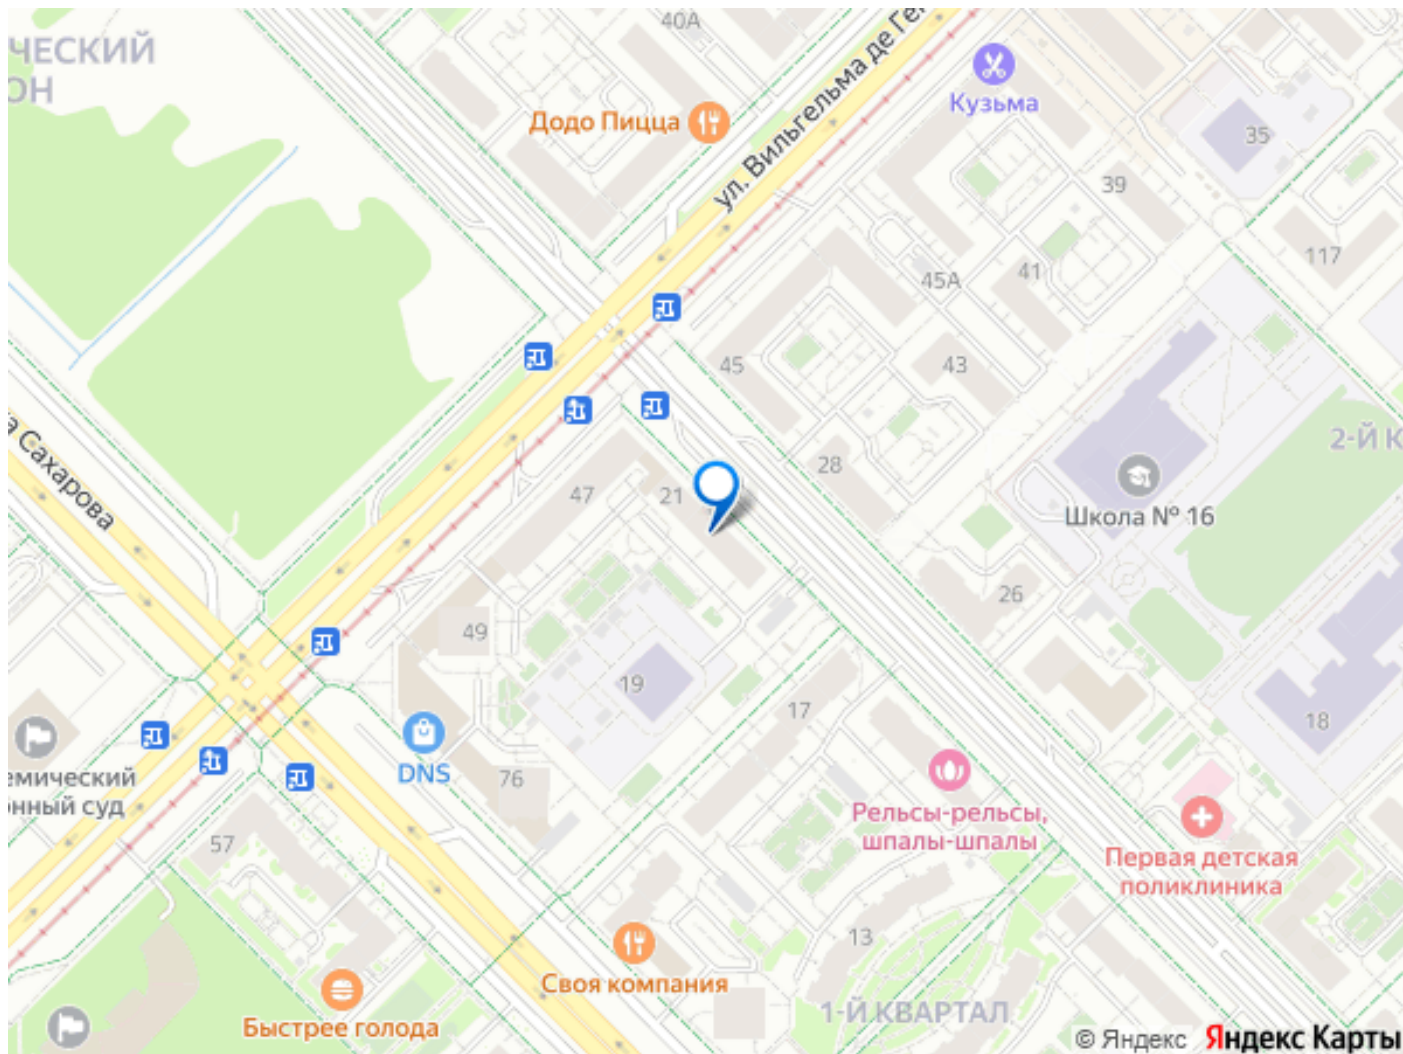 40А
ЧЕСКИЙ
ОН
Додо Пицца
ул. Вильгельма де Ге
Кузьма
35
39
117
45А
41
45
43
2-Й К
а Сахарова
28
47
21
Школа № 16
26
49
19
17
18
DNS
76
емический
нный суд
Рельсы-рельсы,
шпалы-шпалы
57
Первая детская
поликлиника
13
Своя компания
1-Й КВАРТАЛ
Быстрее голода
© Яндекс Яндекс Карты